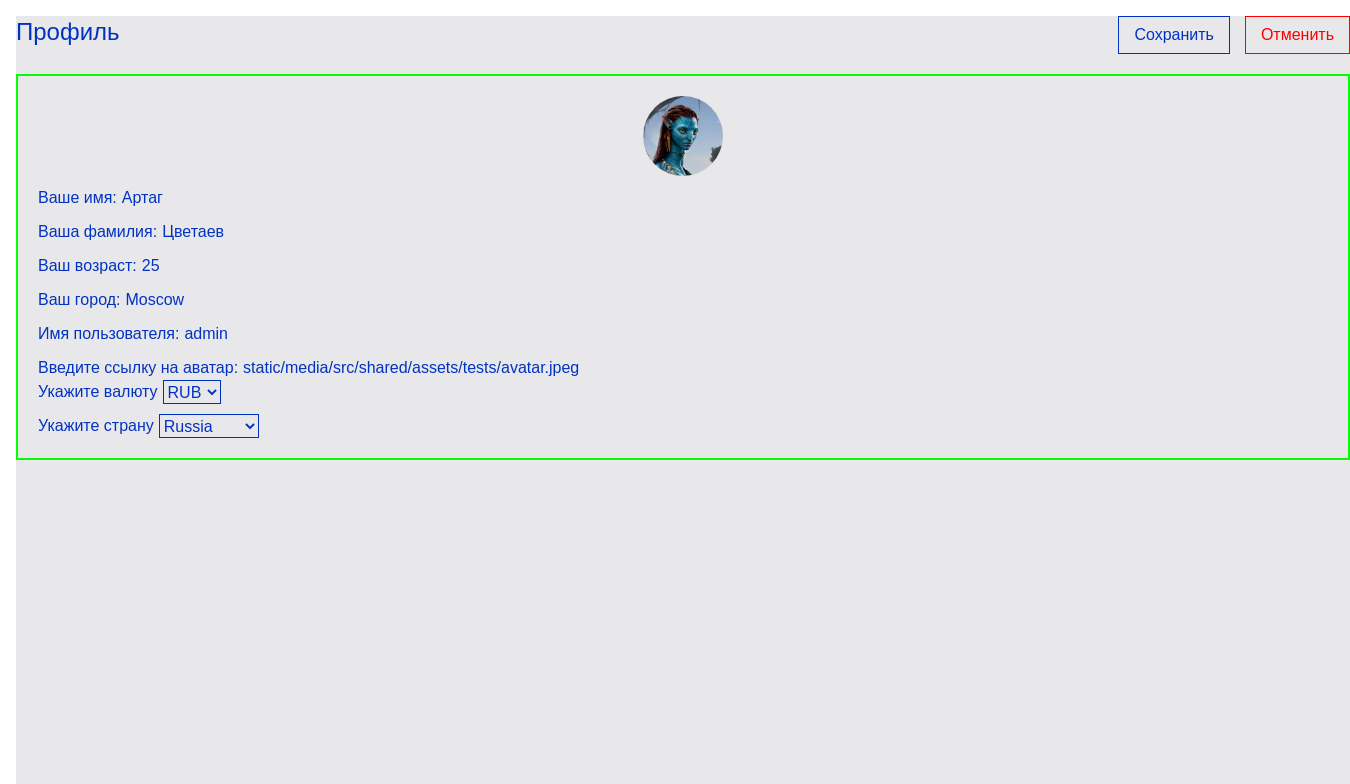 Профиль
Сохранить
Отменить
Ваше имя: Артаг
Ваша фамилия: Цветаев
Ваш возраст: 25
Ваш город: Moscow
Имя пользователя: admin
Введите ссылку на аватар: static/media/src/shared/assets/tests/avatar.jpeg
Укажите валюту RUB
Укажите страну Russia